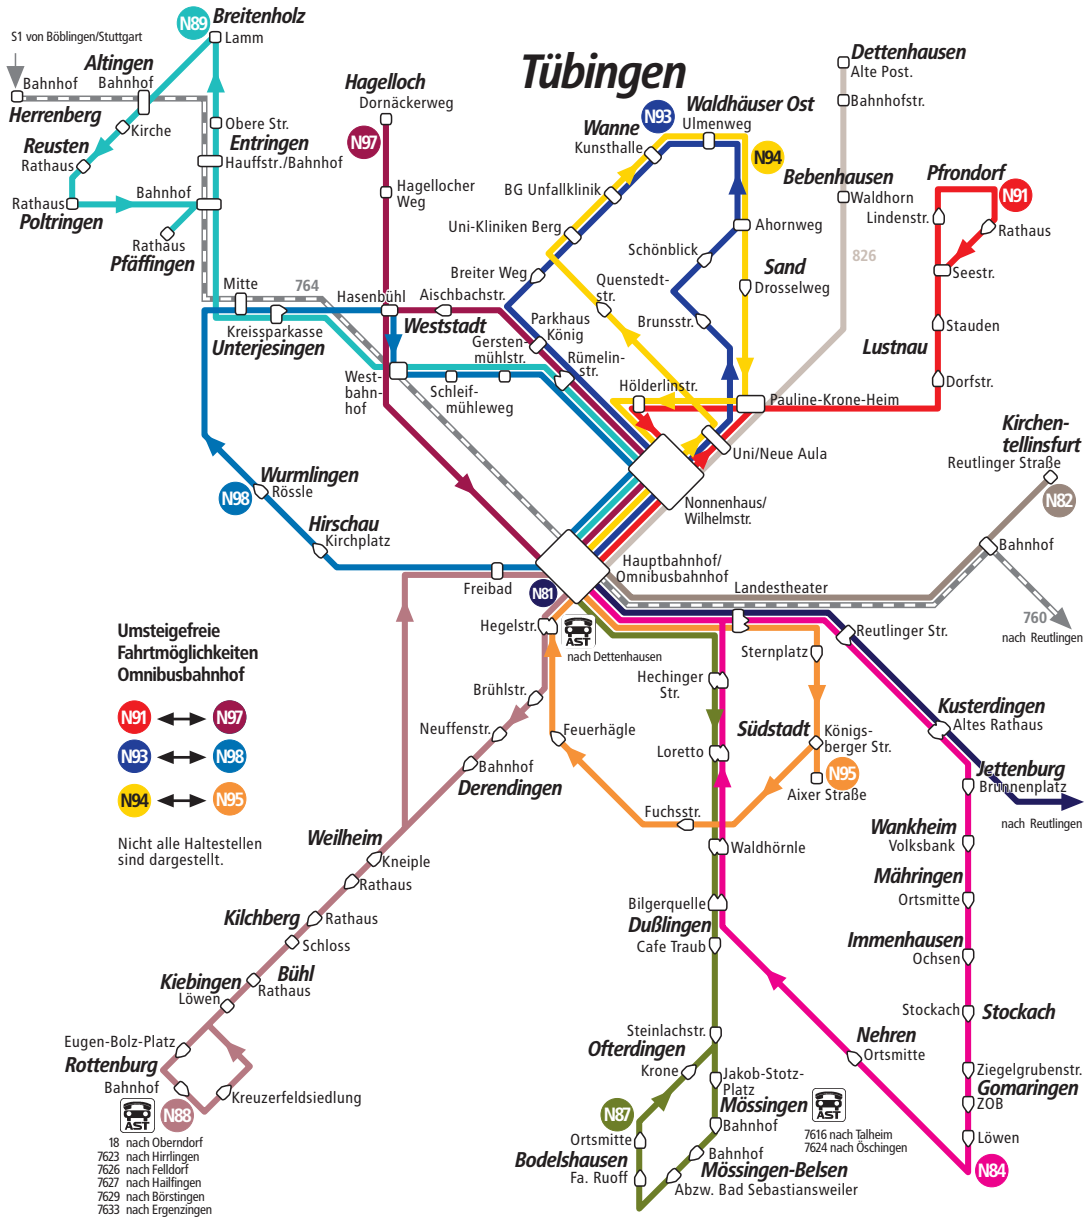 Tübingen
N89
Breitenholz
Lamm
S1 von Böblingen/Stuttgart
Altingen
Bahnhof
Bahnhof
Herrenberg
Kirche
Reusten
Rathaus
Obere Str.
Entringen
Hauffstr./Bahnhof
Bahnhof
Rathaus
Poltringen
Rathaus
Pfäffingen
Mitte
764
Kreissparkasse
Unterjesingen
Hagelloch
Dornäckerweg
N97
Hagellocher
Weg
Hasenbühl
Aischbachstr.
Weststadt
West-
bahn-
hof
Gersten-
mühlstr.
Schleif-
mühleweg
Parkhaus
König
Rümelin-
str.
Breiter Weg
Uni-Kliniken Berg
BG Unfallklinik
Wanne
Kunsthalle
N93
Waldhäuser Ost
Ulmenweg
N94
Ahornweg
Schönblick
Sand
Drosselweg
Quenstedt-
str.
Brunsstr.
Hölderlinstr.
Pauline-Krone-Heim
Uni/Neue Aula
Nonnenhaus/
Wilhelmstr.
Dettenhausen
Alte Post.
Bahnhofstr.
Bebenhausen
Waldhorn
826
Pfrondorf
Lindenstr.
N91
Rathaus
Seestr.
Stauden
Lustnau
Dorfstr.
Kirchen-
tellinsfurt
Reutlinger Straße
N82
Bahnhof
760
nach Reutlingen
Wurmlingen
Rössle
N98
Hirschau
Kirchplatz
Freibad
Hauptbahnhof/
Omnibusbahnhof
N81
Landestheater
Hegelstr.
AST
nach Dettenhausen
Sternplatz
Reutlinger Str.
Hechinger
Str.
Brühlstr.
Neuffenstr.
Bahnhof
Derendingen
Feuerhägle
Loretto
Südstadt
Königs-
berger Str.
N95
Aixer Straße
Fuchsstr.
Kusterdingen
Altes Rathaus
Jettenburg
Brunnenplatz
nach Reutlingen
Wankheim
Volksbank
Mähringen
Ortsmitte
Immenhausen
Ochsen
Stockach
Stockach
Ziegelgrubenstr.
Gomaringen
ZOB
Löwen
N84
Nehren
Ortsmitte
Waldhörnle
Bilgerquelle
Dußlingen
Cafe Traub
Steinlachstr.
Ofterdingen
Krone
Jakob-Stotz-
Platz
Mössingen
Bahnhof
AST
7616 nach Talheim
7624 nach Öschingen
N87
Ortsmitte
Bodelshausen
Fa. Ruoff
Bahnhof
Mössingen-Belsen
Abzw. Bad Sebastiansweiler
Umsteigefreie
Fahrtmöglichkeiten
Omnibusbahnhof
N91 N97
N93 N98
N94 N95
Nicht alle Haltestellen
sind dargestellt.
Weilheim
Kneiple
Rathaus
Kilchberg
Rathaus
Schloss
Bühl
Rathaus
Kiebingen
Löwen
Eugen-Bolz-Platz
Rottenburg
Bahnhof
Kreuzerfeldsiedlung
AST
N88
18 nach Oberndorf
7623 nach Hirrlingen
7626 nach Felldorf
7627 nach Hailfingen
7629 nach Börstingen
7633 nach Ergenzingen